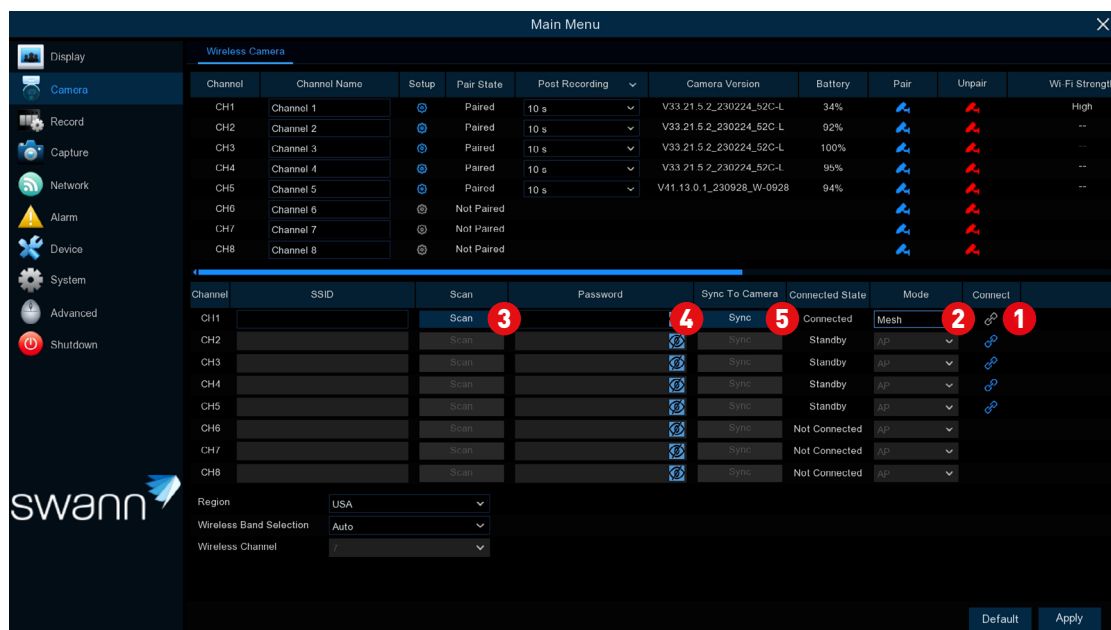 Main Menu
Display
Camera
Record
Capture
Network
Alarm
Device
System
Advanced
Shutdown
swann
Wireless Camera
Channel Channel Name Setup Pair State Post Recording Camera Version Battery Pair Unpair Wi-Fi Strengt
CH1 Channel 1 Paired 10 s V33.21.5.2_230224_52C-L 34% High
CH2 Channel 2 Paired 10 s V33.21.5.2_230224_52C-L 92% --
CH3 Channel 3 Paired 10 s V33.21.5.2_230224_52C-L 100% --
CH4 Channel 4 Paired 10 s V33.21.5.2_230224_52C-L 95% --
CH5 Channel 5 Paired 10 s V41.13.0.1_230928_W-0928 94% --
CH6 Channel 6 Not Paired
CH7 Channel 7 Not Paired
CH8 Channel 8 Not Paired
Channel SSID Scan Password Sync To Camera Connected State Mode Connect
CH1 Scan 3 4 Sync 5 Connected Mesh 2 1
CH2 Scan Sync Standby AP
CH3 Scan Sync Standby AP
CH4 Scan Sync Standby AP
CH5 Scan Sync Standby AP
CH6 Scan Sync Not Connected AP
CH7 Scan Sync Not Connected AP
CH8 Scan Sync Not Connected AP
Region USA
Wireless Band Selection Auto
Wireless Channel 7
Default Apply